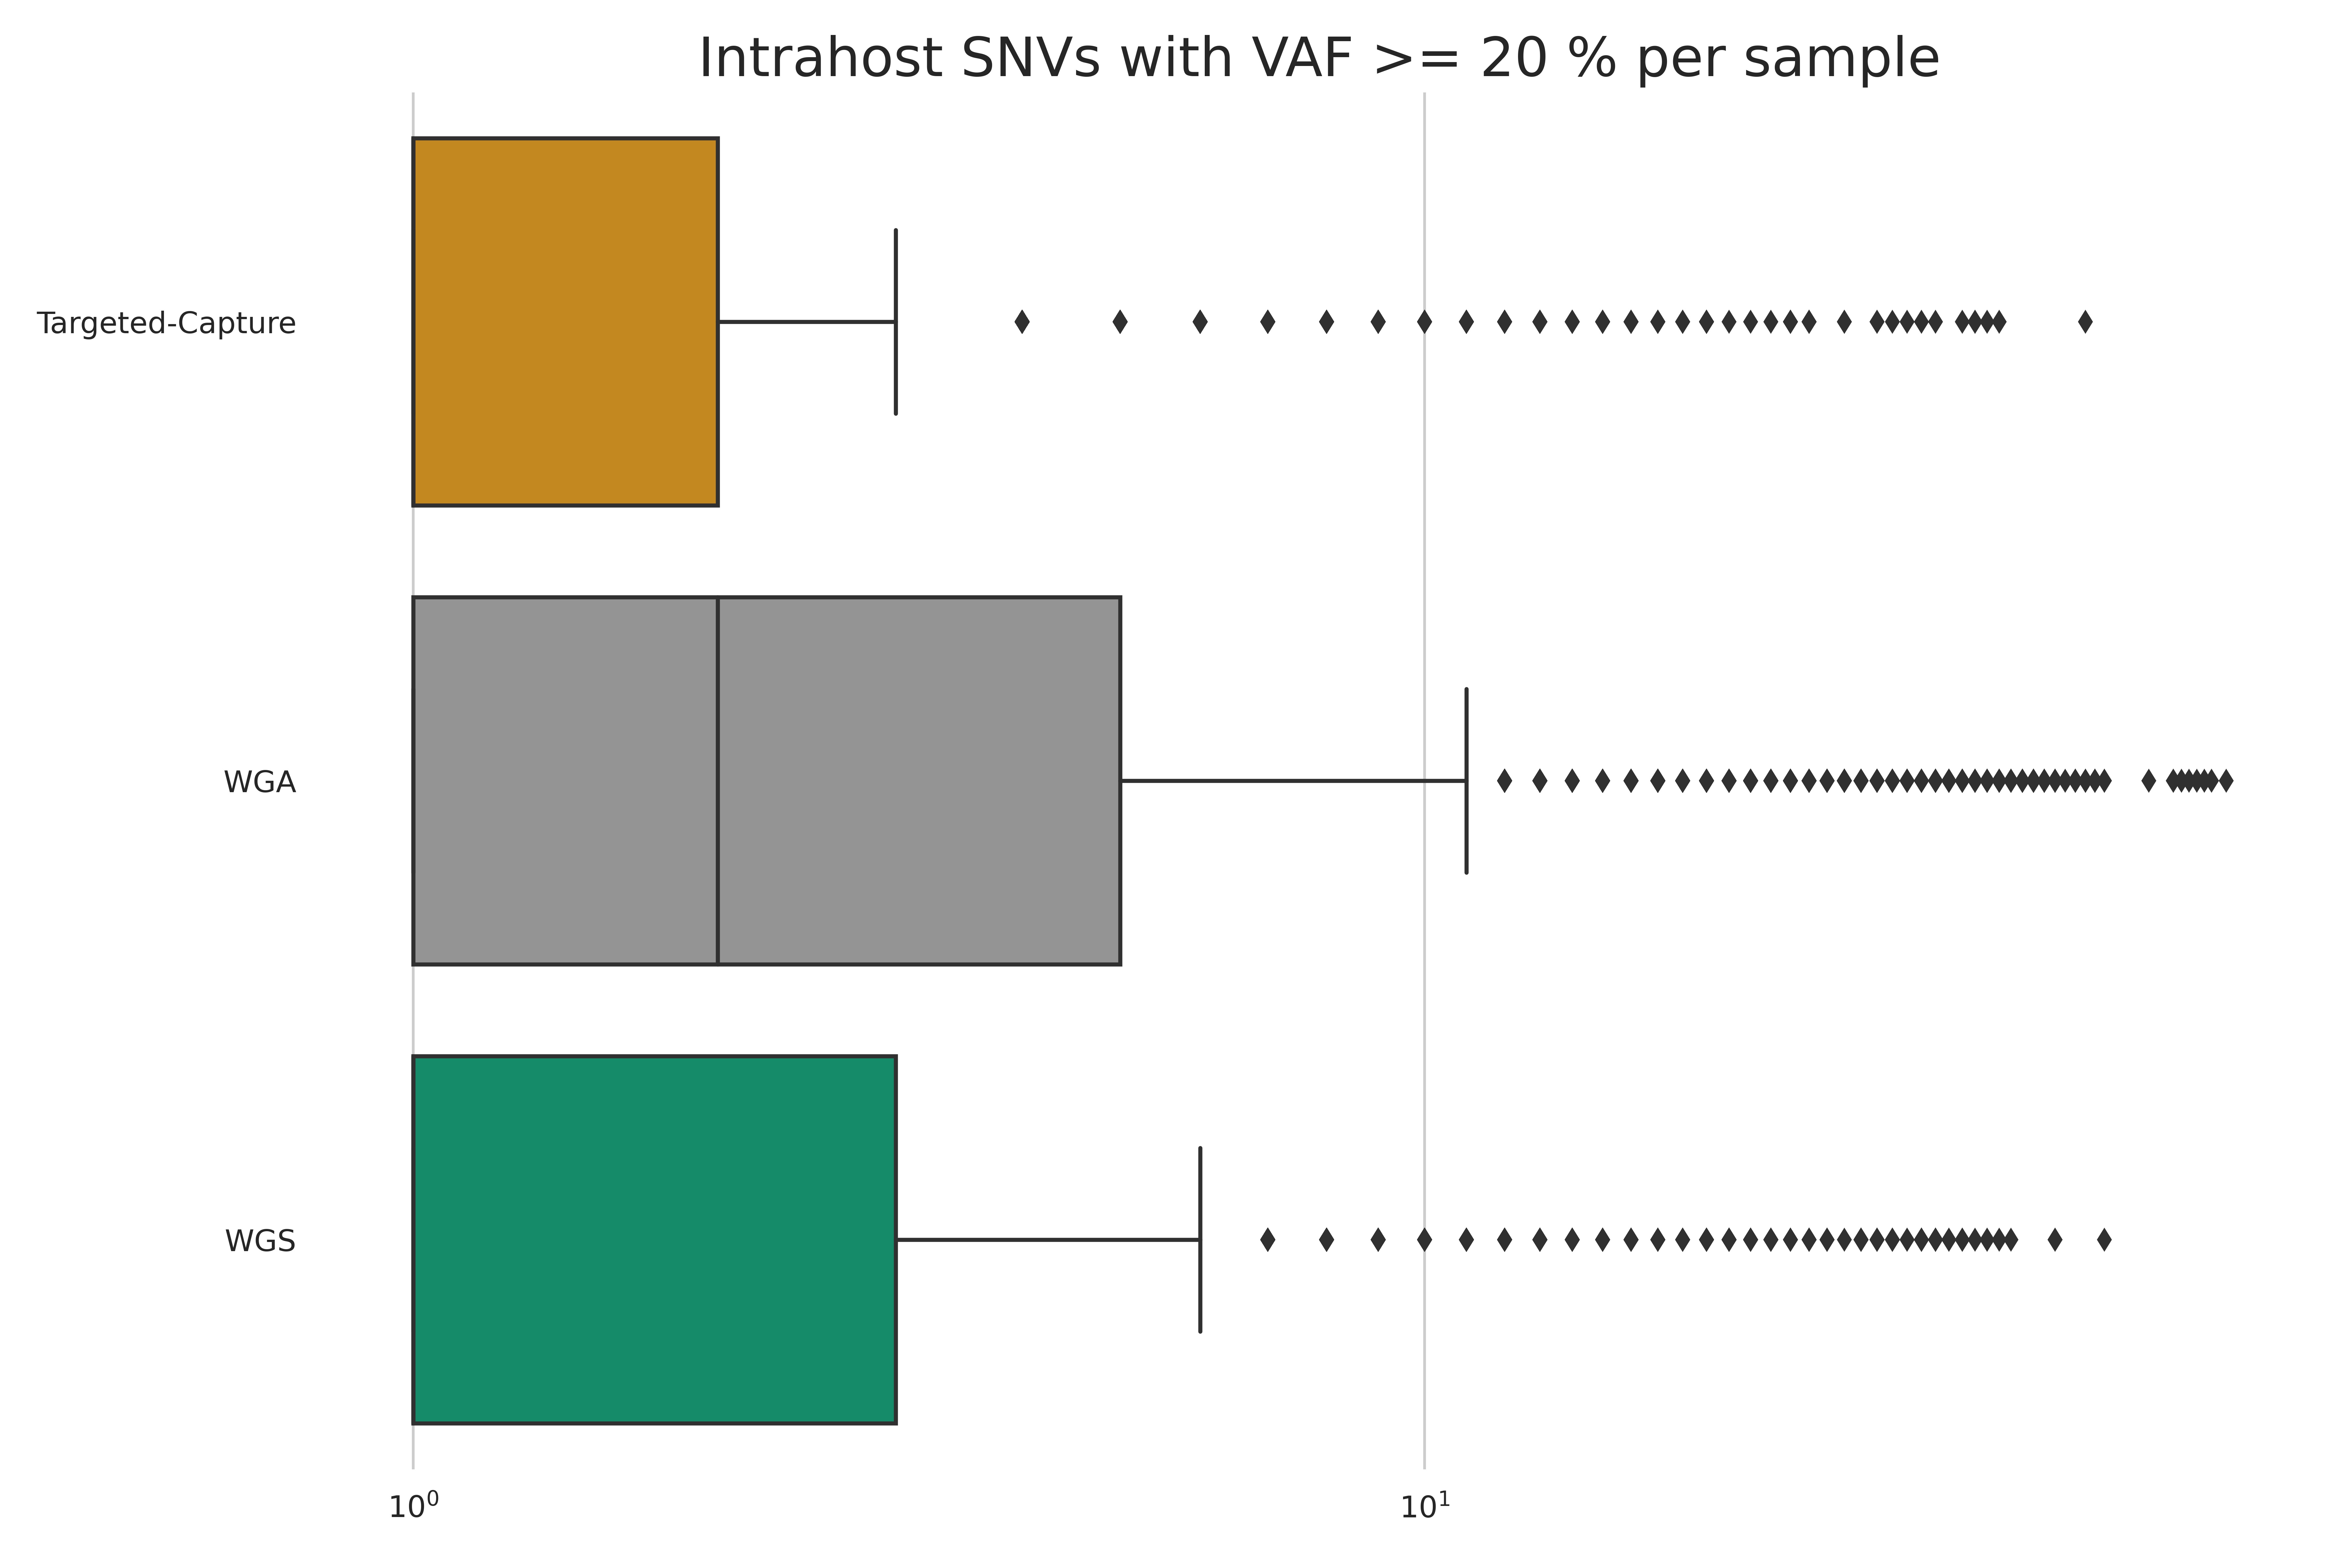 Intrahost SNVs with VAF >= 20 % per sample
Targeted-Capture
WGA
WGS
10⁰
10¹